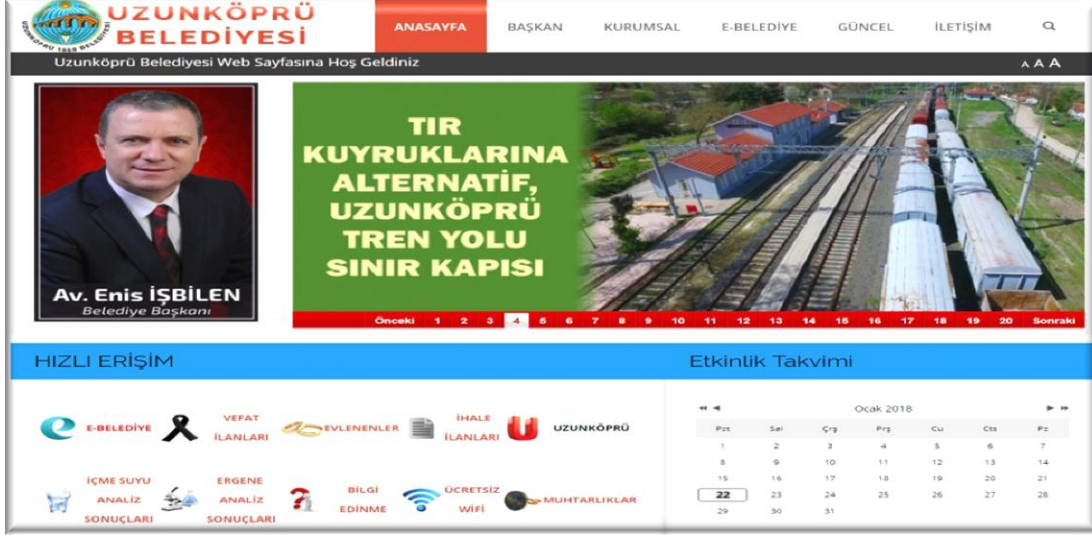 UZUNKÖPRÜ
BELEDİYESİ
UZUNKÖPRÜ 1869 BELEDİYESİ
ANASAYFA BAŞKAN KURUMSAL E-BELEDİYE GÜNCEL İLETİŞİM
Uzunköprü Belediyesi Web Sayfasına Hoş Geldiniz
A A A
TIR
KUYRUKLARINA
ALTERNATİF,
UZUNKÖPRÜ
TREN YOLU
SINIR KAPISI
Av. Enis İŞBİLEN
Belediye Başkanı
Önceki 1 2 3 4 5 6 7 8 9 10 11 12 13 14 15 16 17 18 19 20 Sonraki
HIZLI ERİŞİM
E-BELEDİYE
VEFAT
İLANLARI
EVLENENLER
İHALE
İLANLARI
UZUNKÖPRÜ
İÇME SUYU
ANALİZ
SONUÇLARI
ERGENE
ANALİZ
SONUÇLARI
BİLGİ
EDİNME
ÜCRETSİZ
WİFİ
MUHTARLIKLAR
Etkinlik Takvimi
Ocak 2018
Pzt Sal Çrş Prş Cu Cts Pz
1 2 3 4 5 6 7
8 9 10 11 12 13 14
15 16 17 18 19 20 21
22 23 24 25 26 27 28
29 30 31